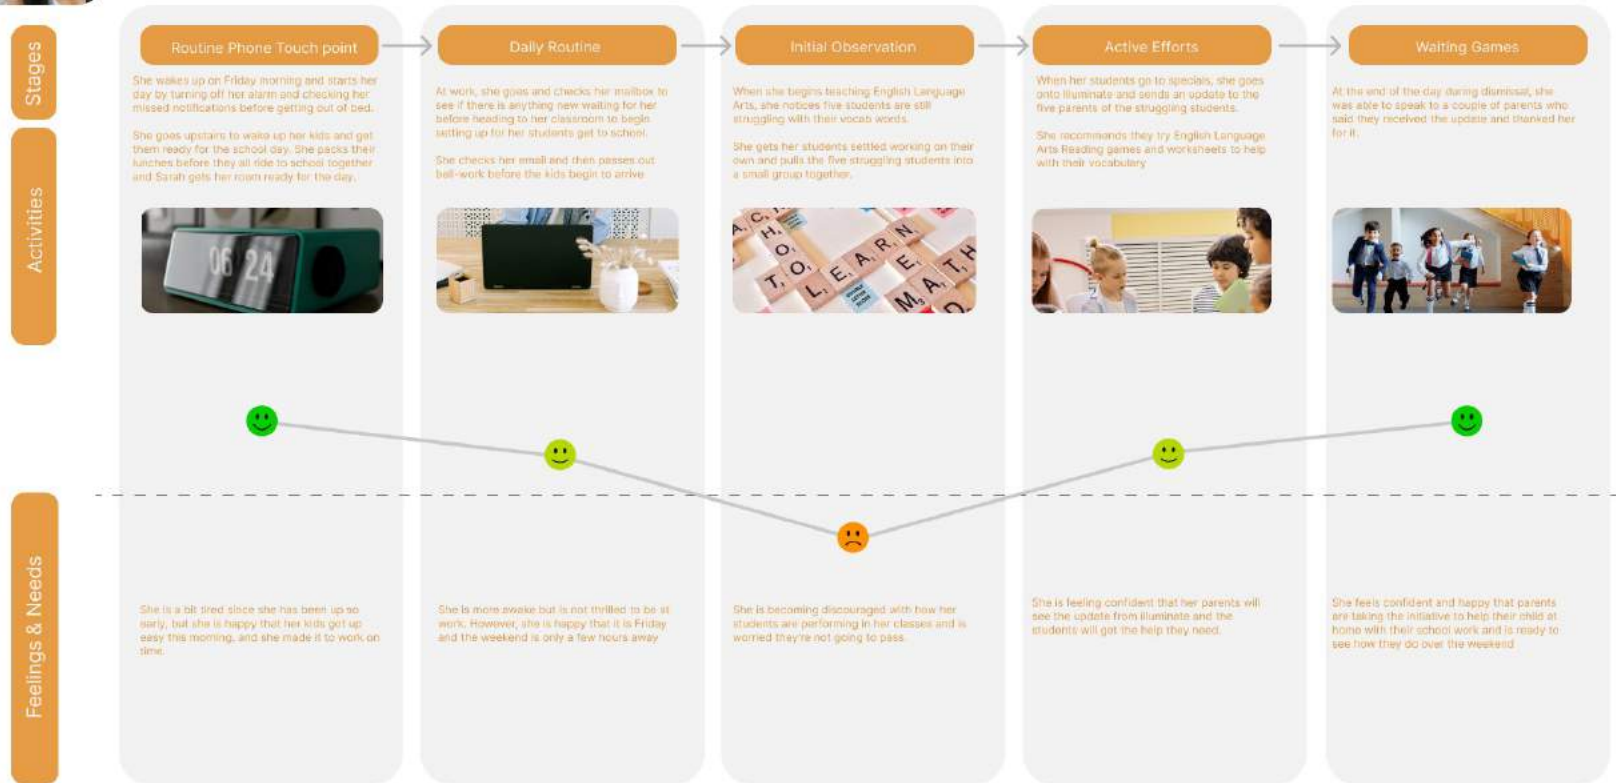 Stages
Routine Phone Touch point
Daily Routine
Initial Observation
Active Efforts
Waiting Games
Activities
She wakes up on Friday morning and starts her
day by turning off her alarm and checking her
missed notifications before getting out of bed.
She goes upstairs to wake up her kids and get
them ready for the school day. She packs their
lunches before they all ride to school together
and Sarah gets her room ready for the day.
At work, she goes and checks her mailbox to
see if there is anything new waiting for her
before heading to her classroom to begin
setting up for her students get to school.
She checks her email and then passes out
bell-work before the kids begin to arrive
When she begins teaching English Language
Arts, she notices five students are still
struggling with their vocab words.
She gets her students settled working on their
own and pulls the five struggling students into
a small group together.
When her students go to specials, she goes
onto Illuminate and sends an update to the
five parents of the struggling students.
She recommends they try English Language
Arts Reading games and worksheets to help
with their vocabulary
At the end of the day during dismissal, she
was able to speak to a couple of parents who
said they received the update and thanked her
for it.
06 24
CHO
TO LEARN
MATH
Feelings & Needs
She is a bit tired since she has been up so
early, but she is happy that her kids got up
easy this morning, and she made it to work on
time.
She is more awake but is not thrilled to be at
work. However, she is happy that it is Friday
and the weekend is only a few hours away
She is becoming discouraged with how her
students are performing in her classes and is
worried they're not going to pass.
She is feeling confident that her parents will
see the update from illuminate and the
students will get the help they need.
She feels confident and happy that parents
are taking the initiative to help their child at
home with their school work and is ready to
see how they do over the weekend